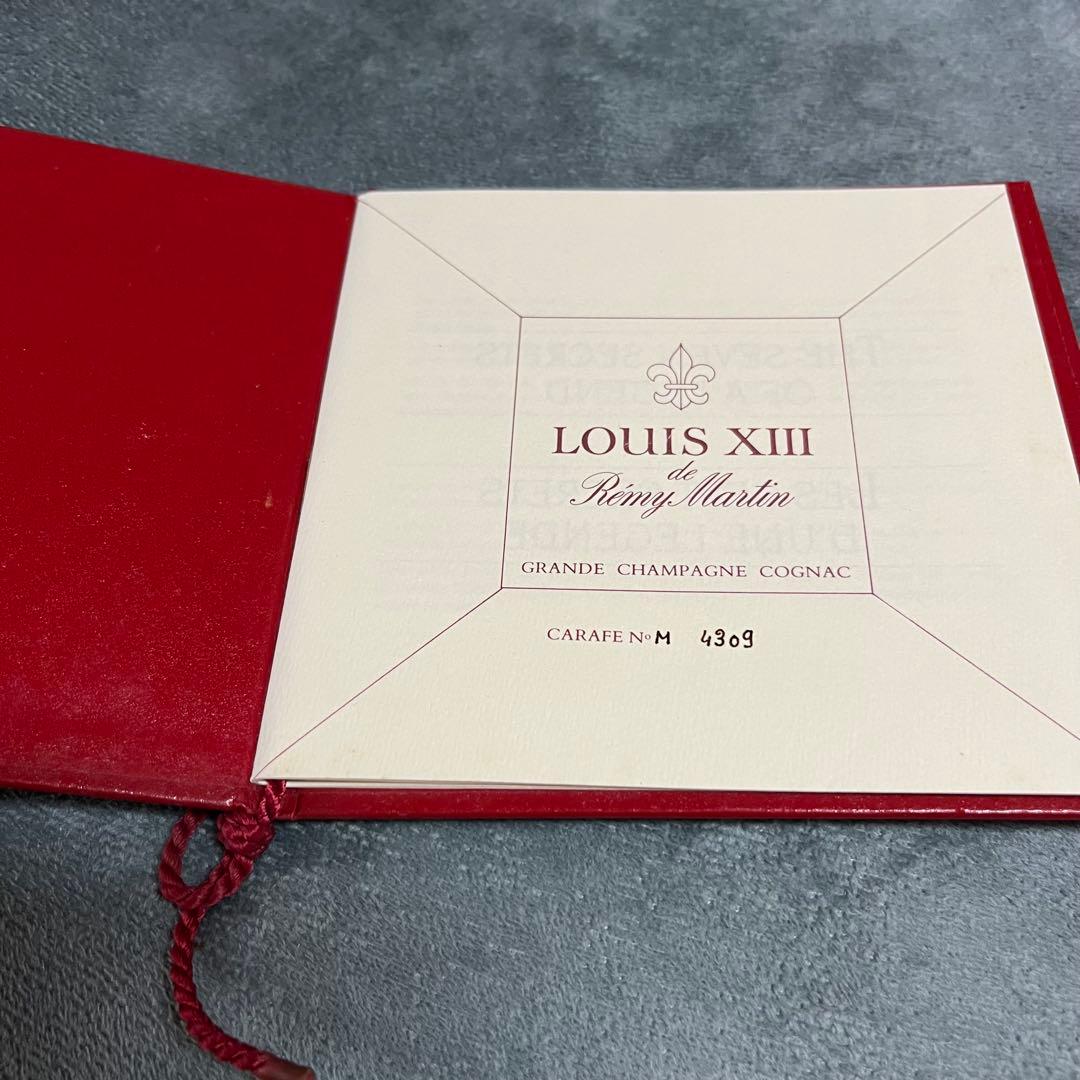 LOUIS XIII
de
Rémy Martin
GRANDE CHAMPAGNE COGNAC
CARAFE Nº M 4309